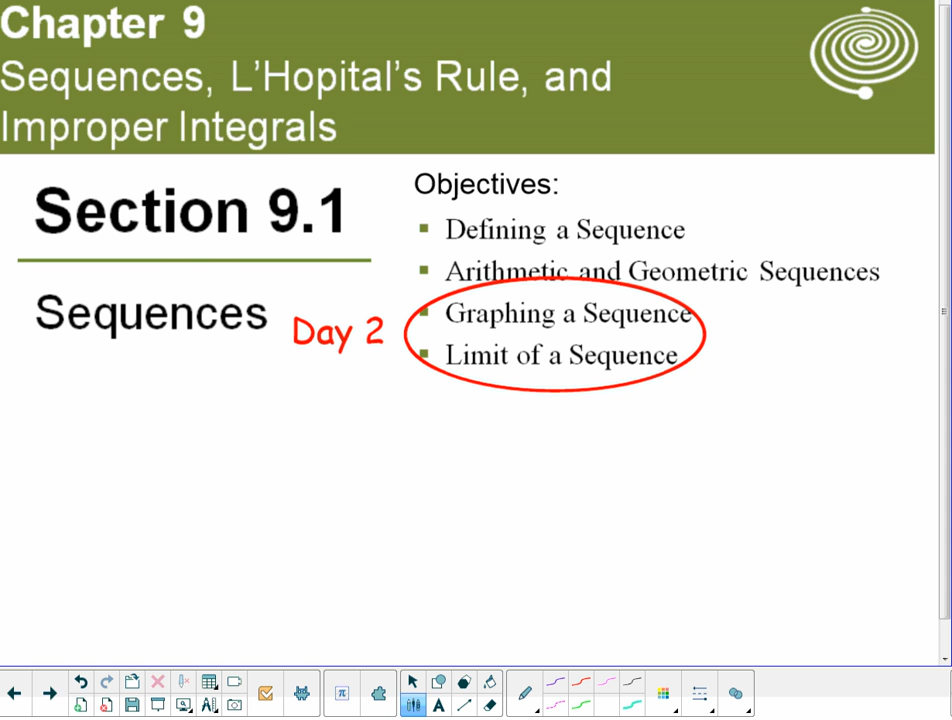 Chapter 9
Sequences, L'Hopital's Rule, and
Improper Integrals
Section 9.1
Sequences
Day 2
Objectives:
Defining a Sequence
Arithmetic and Geometric Sequences
Graphing a Sequence
Limit of a Sequence